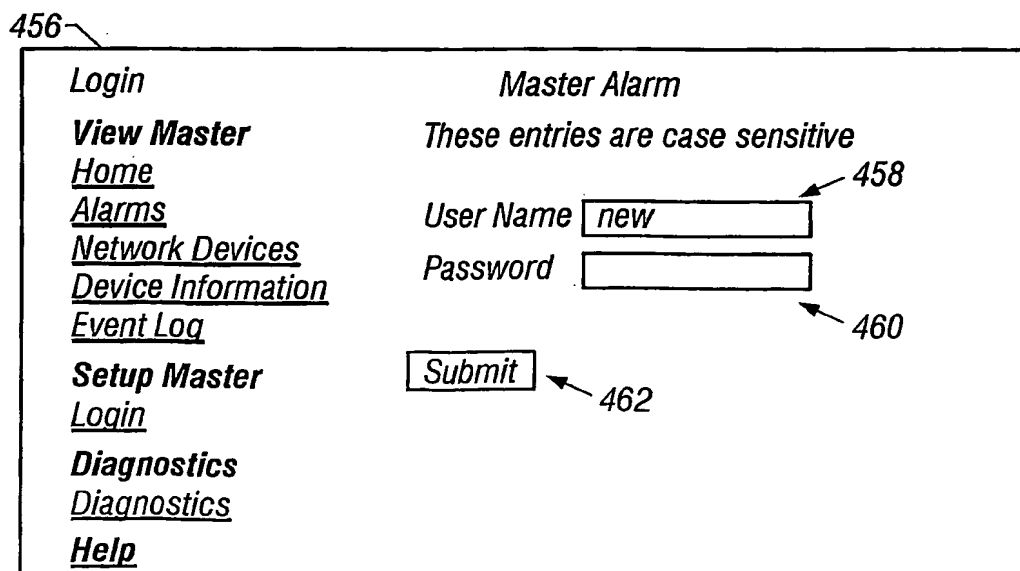 456
Login
Master Alarm
View Master
These entries are case sensitive
Home
458
Alarms
User Name new
Network Devices
Password
Device Information
Event Log
460
Setup Master
Submit
462
Login
Diagnostics
Diagnostics
Help